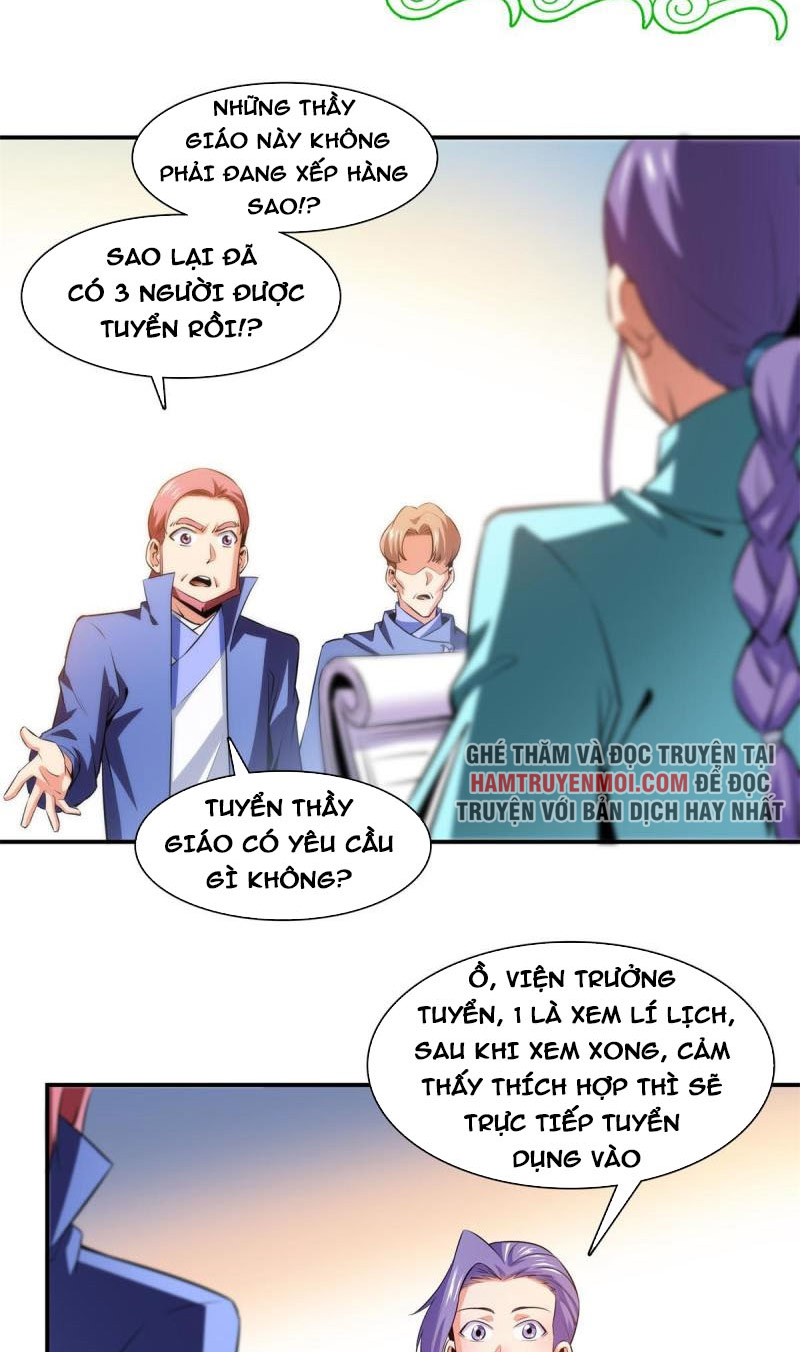 NHỮNG THẦY
GIÁO NÀY KHÔNG
PHẢI ĐANG XẾP HÀNG
SAO!?
SAO LẠI ĐÃ
CÓ 3 NGƯỜI ĐƯỢC
TUYỂN RỒI!?
GHÉ THĂM VÀ ĐỌC TRUYỆN TẠI
HAMTRUYENMOI.COM ĐỂ ĐỌC
TRUYỆN VỚI BẢN DỊCH HAY NHẤT
TUYỂN THẦY
GIÁO CÓ YÊU CẦU
GÌ KHÔNG?
Ồ, VIỆN TRƯỞNG
TUYỂN, 1 LÀ XEM LÍ LỊCH,
SAU KHI XEM XONG, CẢM
THẤY THÍCH HỢP THÌ SẼ
TRỰC TIẾP TUYỂN
DỤNG VÀO